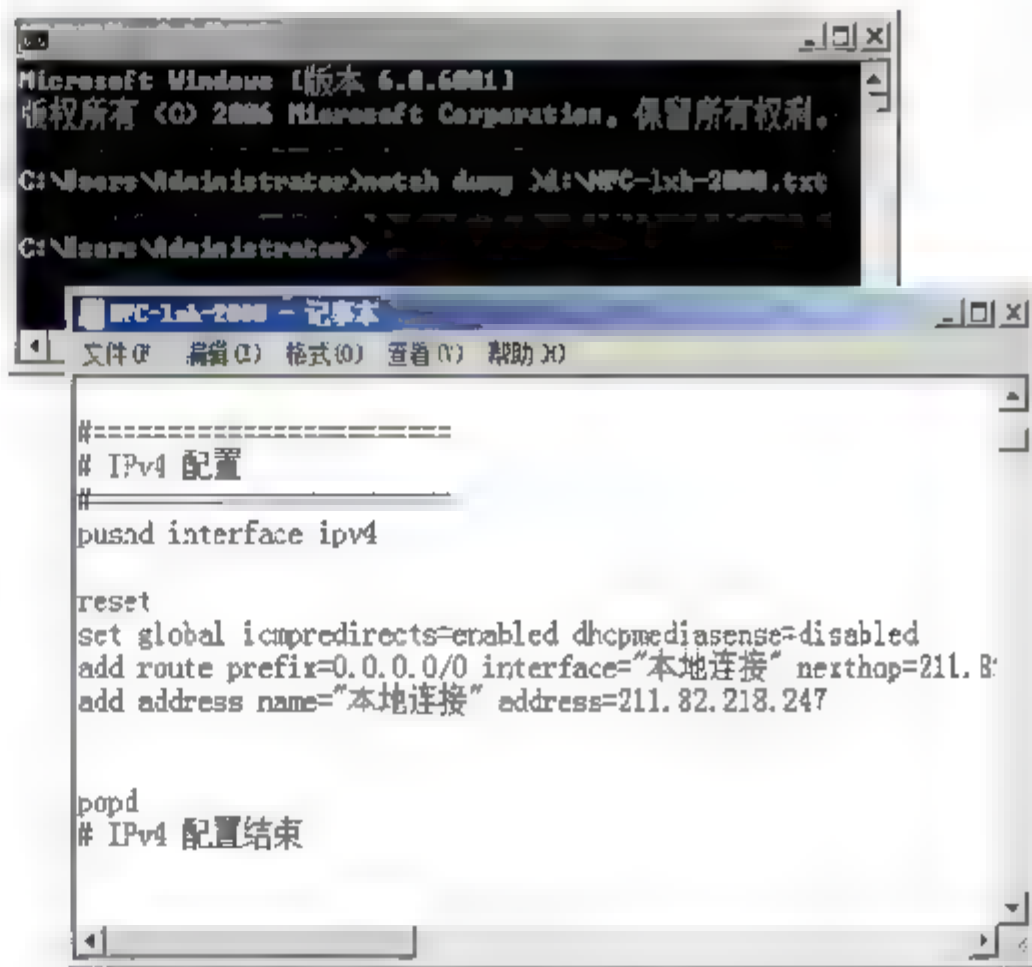 Microsoft Windows [版本 6.0.6001]
版权所有 (C) 2006 Microsoft Corporation。保留所有权利。
C:\Users\Administrator>netsh dump >d:\NPC-lxh-2008.txt
C:\Users\Administrator>
NPC-lxh-2008 - 记事本
文件(F) 编辑(E) 格式(O) 查看(V) 帮助(H)
#========================
# IPv4 配置
#========================
pushd interface ipv4
reset
set global icmpredirects=enabled dhcpmediasense=disabled
add route prefix=0.0.0.0/0 interface="本地连接" nexthop=211.8
add address name="本地连接" address=211.82.218.247
popd
# IPv4 配置结束